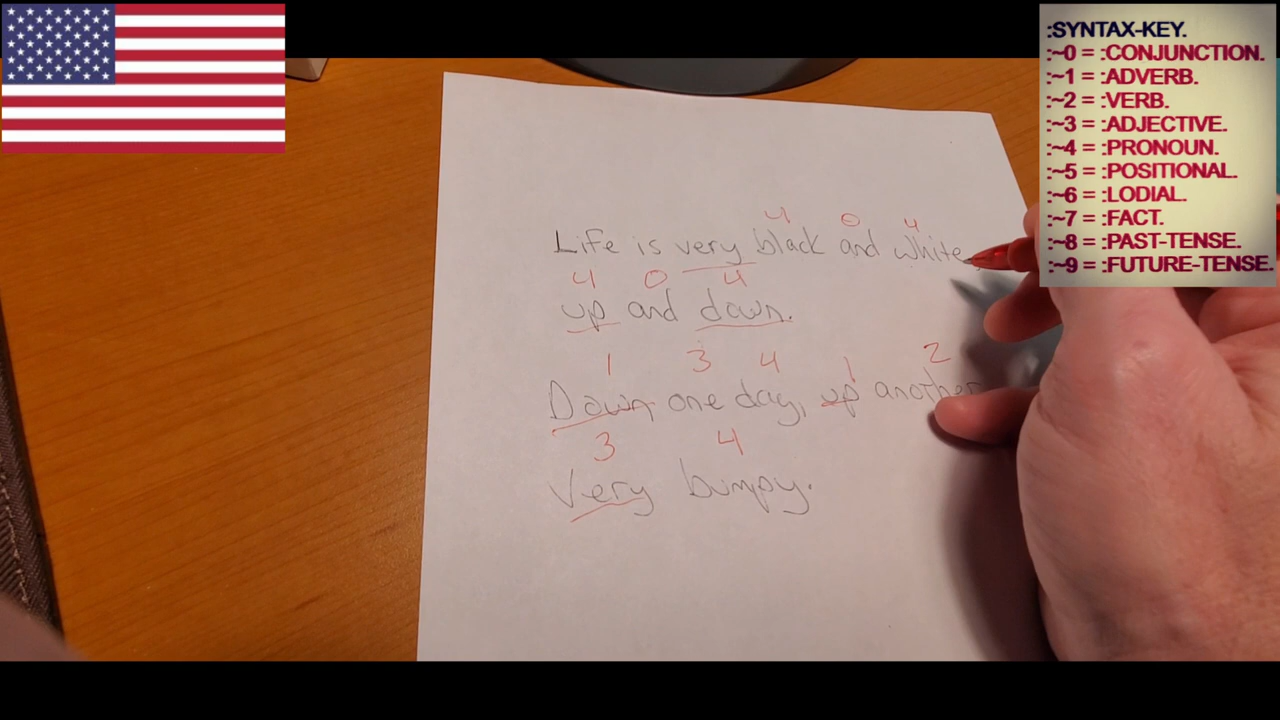 :SYNTAX-KEY.
:~0 = :CONJUNCTION.
:~1 = :ADVERB.
:~2 = :VERB.
:~3 = :ADJECTIVE.
:~4 = :PRONOUN.
:~5 = :POSITIONAL.
:~6 = :LODIAL.
:~7 = :FACT.
:~8 = :PAST-TENSE.
:~9 = :FUTURE-TENSE.
4 0 4
Life is very black and white
4 0 4
up and down.
1 3 4 1 2
Down one day, up another
3 4
Very bumpy.